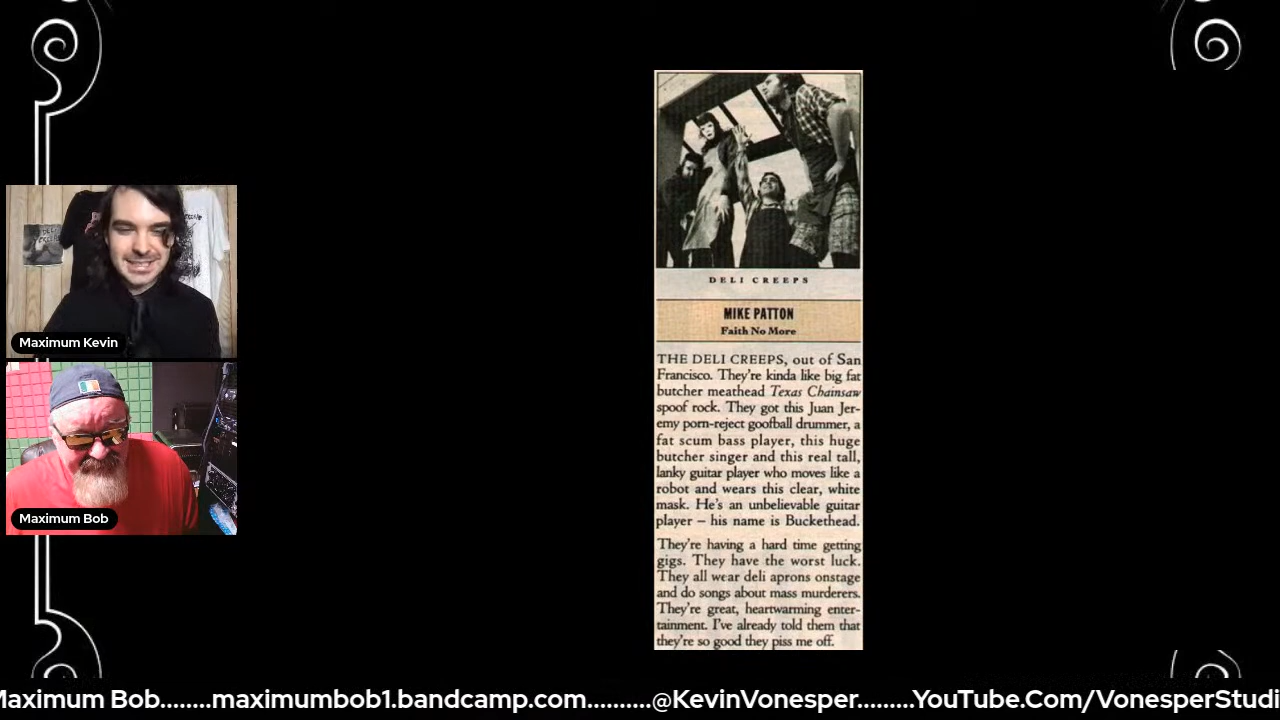 DELI CREEPS
MIKE PATTON
Faith No More
THE DELI CREEPS, out of San
Francisco. They're kinda like big fat
butcher meathead Texas Chainsaw
spoof rock. They got this Juan Jer-
emy porn-reject goofball drummer, a
fat scum bass player, this huge
butcher singer and this real tall,
lanky guitar player who moves like a
robot and wears this clear, white
mask. He's an unbelievable guitar
player – his name is Buckethead.
They're having a hard time getting
gigs. They have the worst luck.
They all wear deli aprons onstage
and do songs about mass murderers.
They're great, heartwarming enter-
tainment. I've already told them that
they're so good they piss me off.
Maximum Kevin
Maximum Bob
Maximum Bob........maximumbob1.bandcamp.com..........@KevinVonesper.........YouTube.Com/VonesperStudi